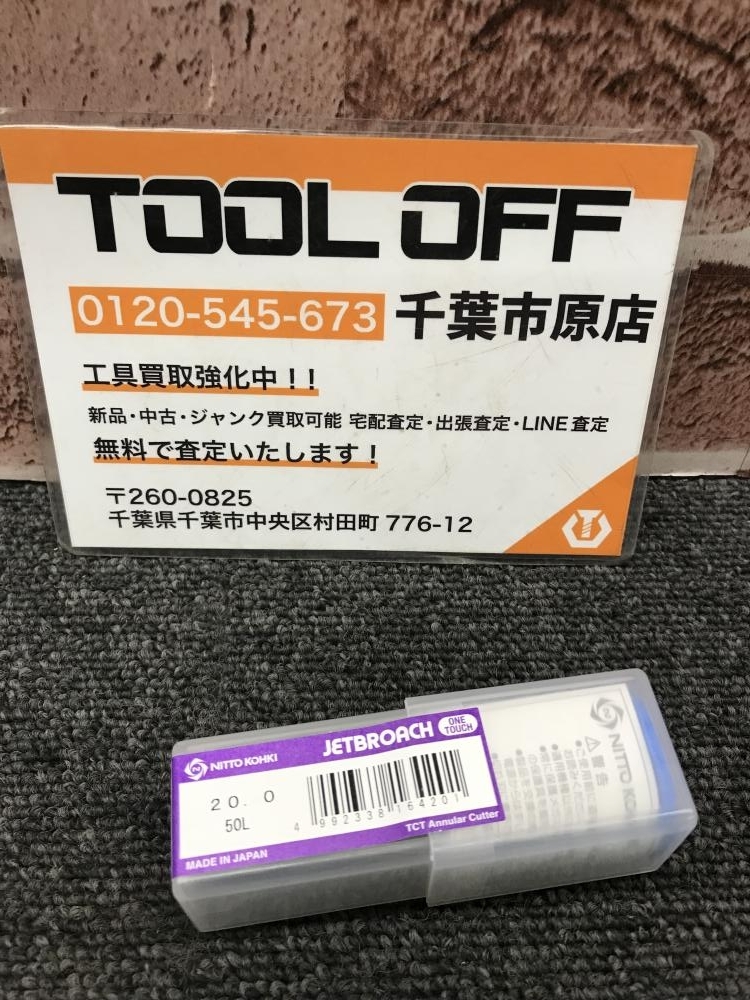 TOOL OFF
0120-545-673 千葉市原店
工具買取強化中!!
新品・中古・ジャンク買取可能 宅配査定・出張査定・LINE査定
無料で査定いたします!
〒260-0825
千葉県千葉市中央区村田町 776-12
NITTO KOHKI JETBROACH ONE TOUCH
20. 0
50L
4 992338 164201
TCT Annular Cutter
MADE IN JAPAN
NITTO KOHKI
警告